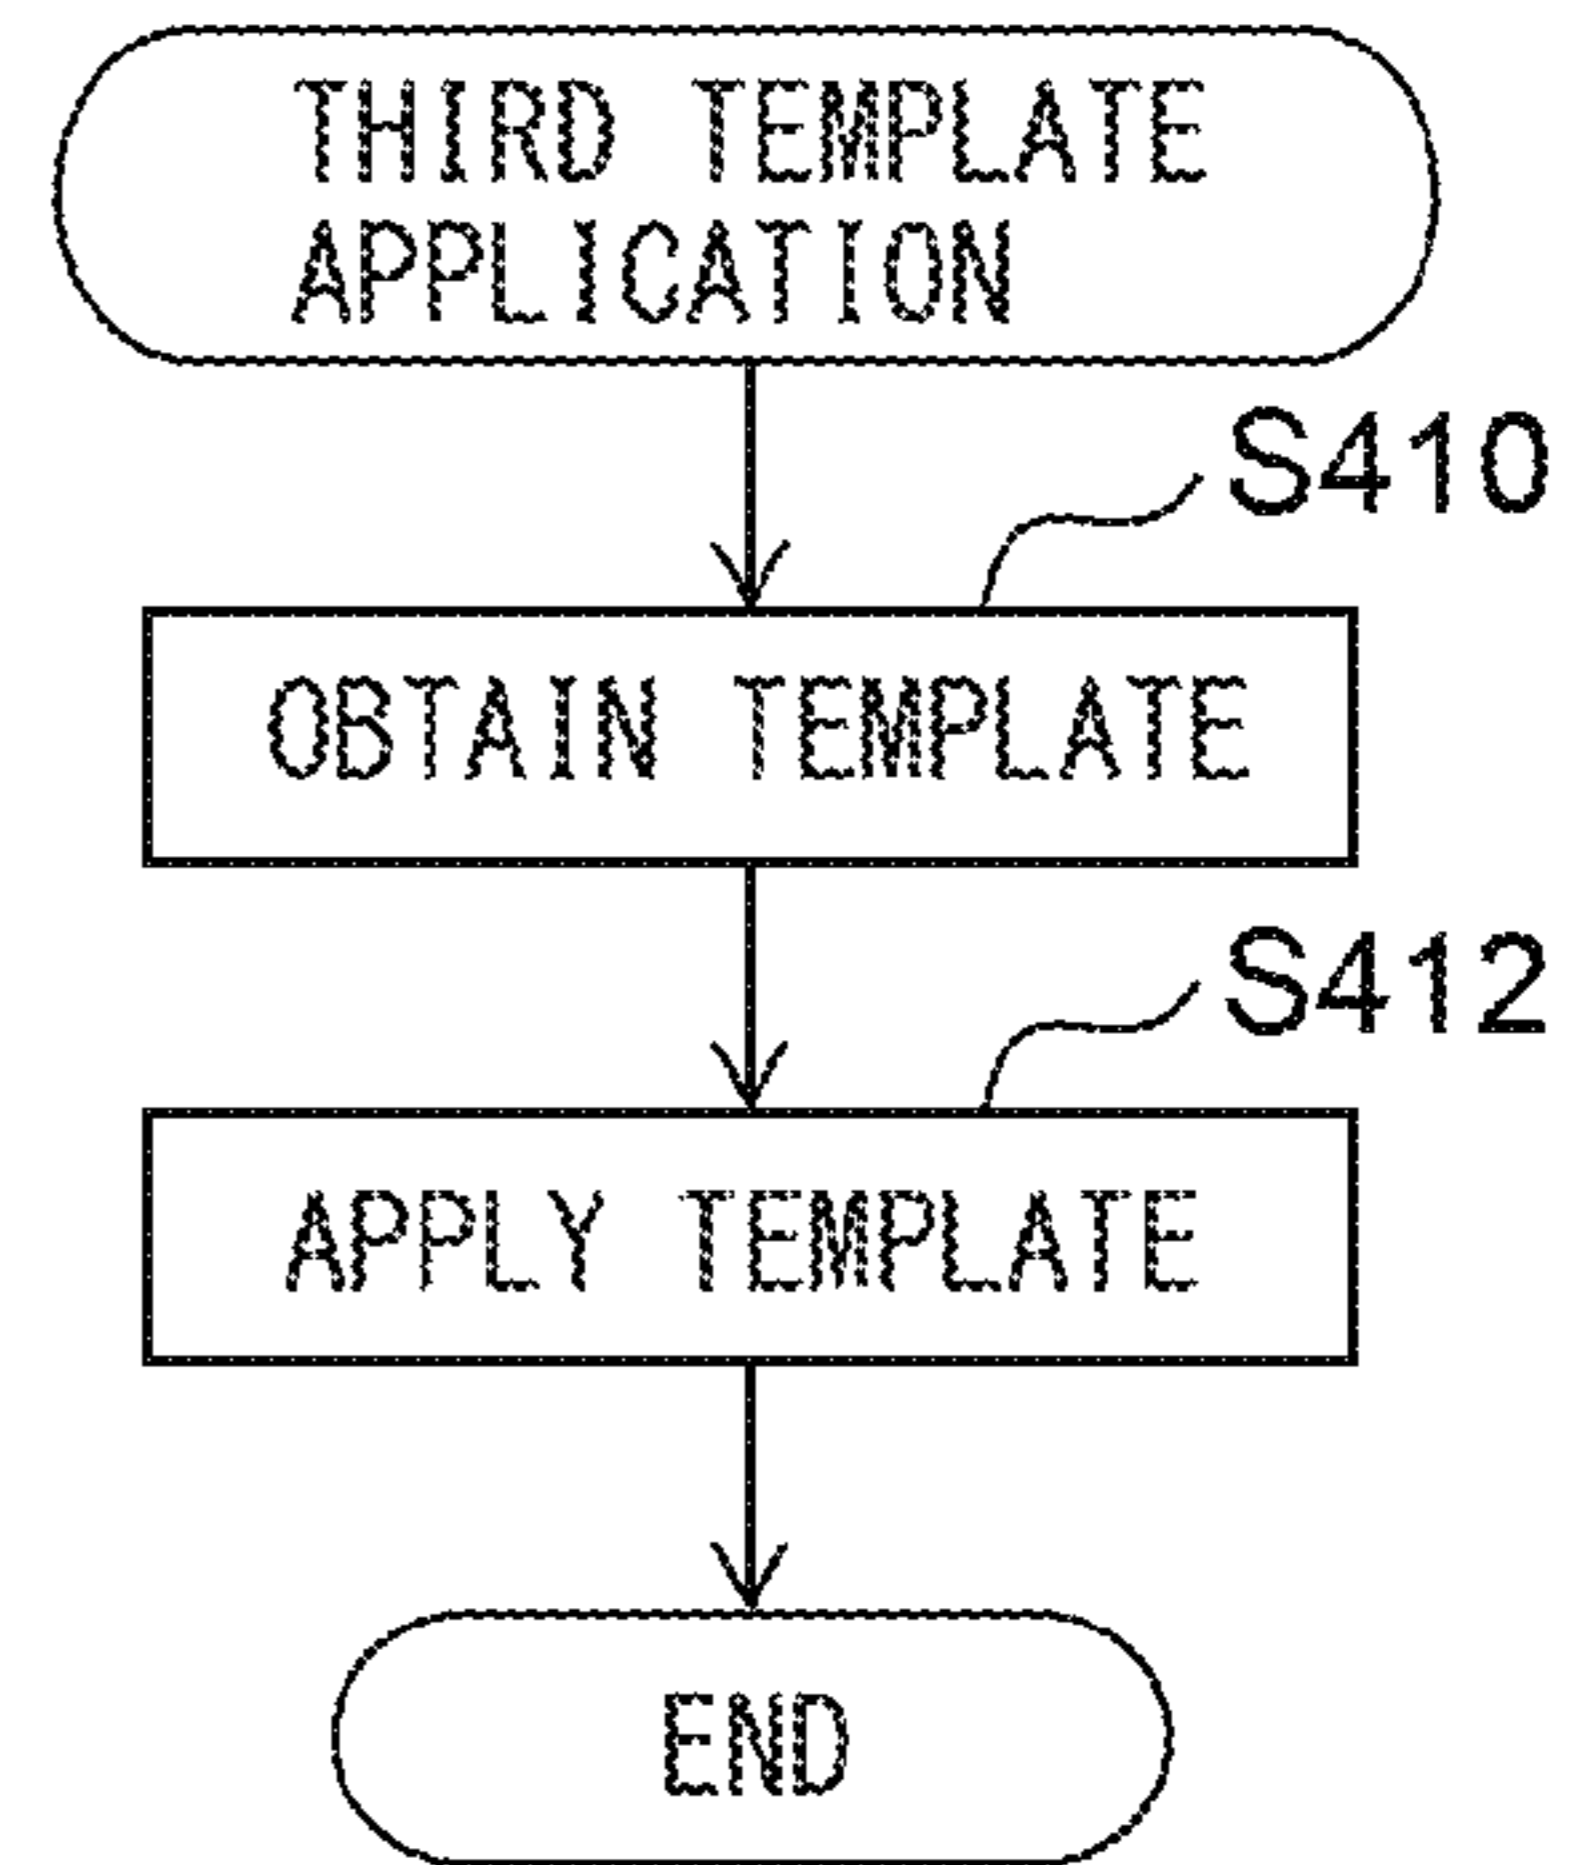 THIRD TEMPLATE
APPLICATION
S410
OBTAIN TEMPLATE
S412
APPLY TEMPLATE
END